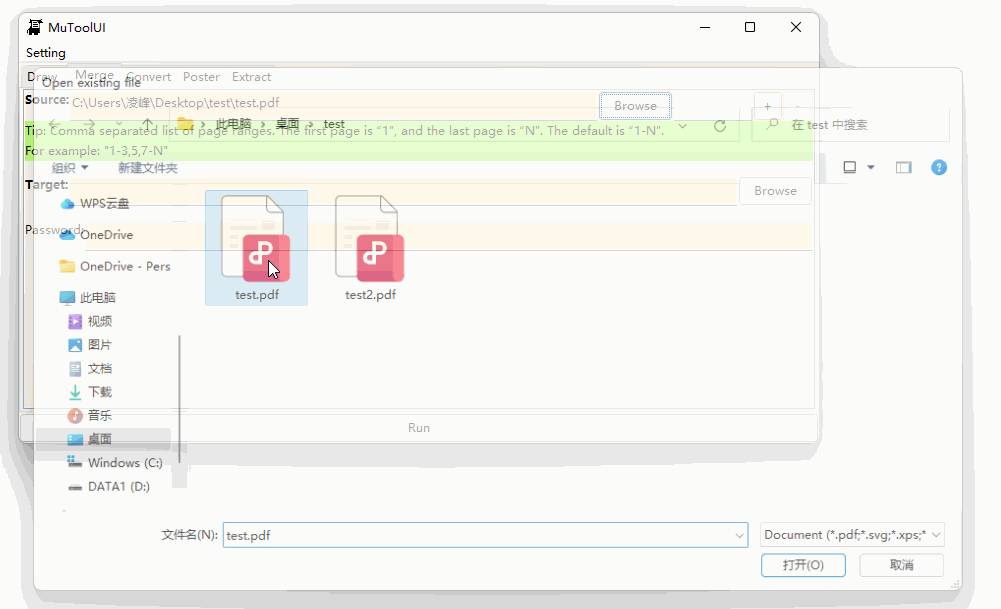 MuToolUI
Setting
Draw Merge Convert Poster Extract
Open existing file
Source: C:\Users\凌峰\Desktop\test\test.pdf Browse +
此电脑 桌面 test
在 test 中搜索
Tip: Comma separated list of page ranges. The first page is “1”, and the last page is “N”. The default is “1-N”.
For example: "1-3,5,7-N"
组织 新建文件夹
Target: Browse
WPS云盘
Password:
OneDrive
OneDrive - Pers
此电脑
视频
图片
文档
下载
音乐
桌面
Windows (C:)
DATA1 (D:)
test.pdf test2.pdf
Run
文件名(N): test.pdf Document (*.pdf;*.svg;*.xps;*
打开(O) 取消